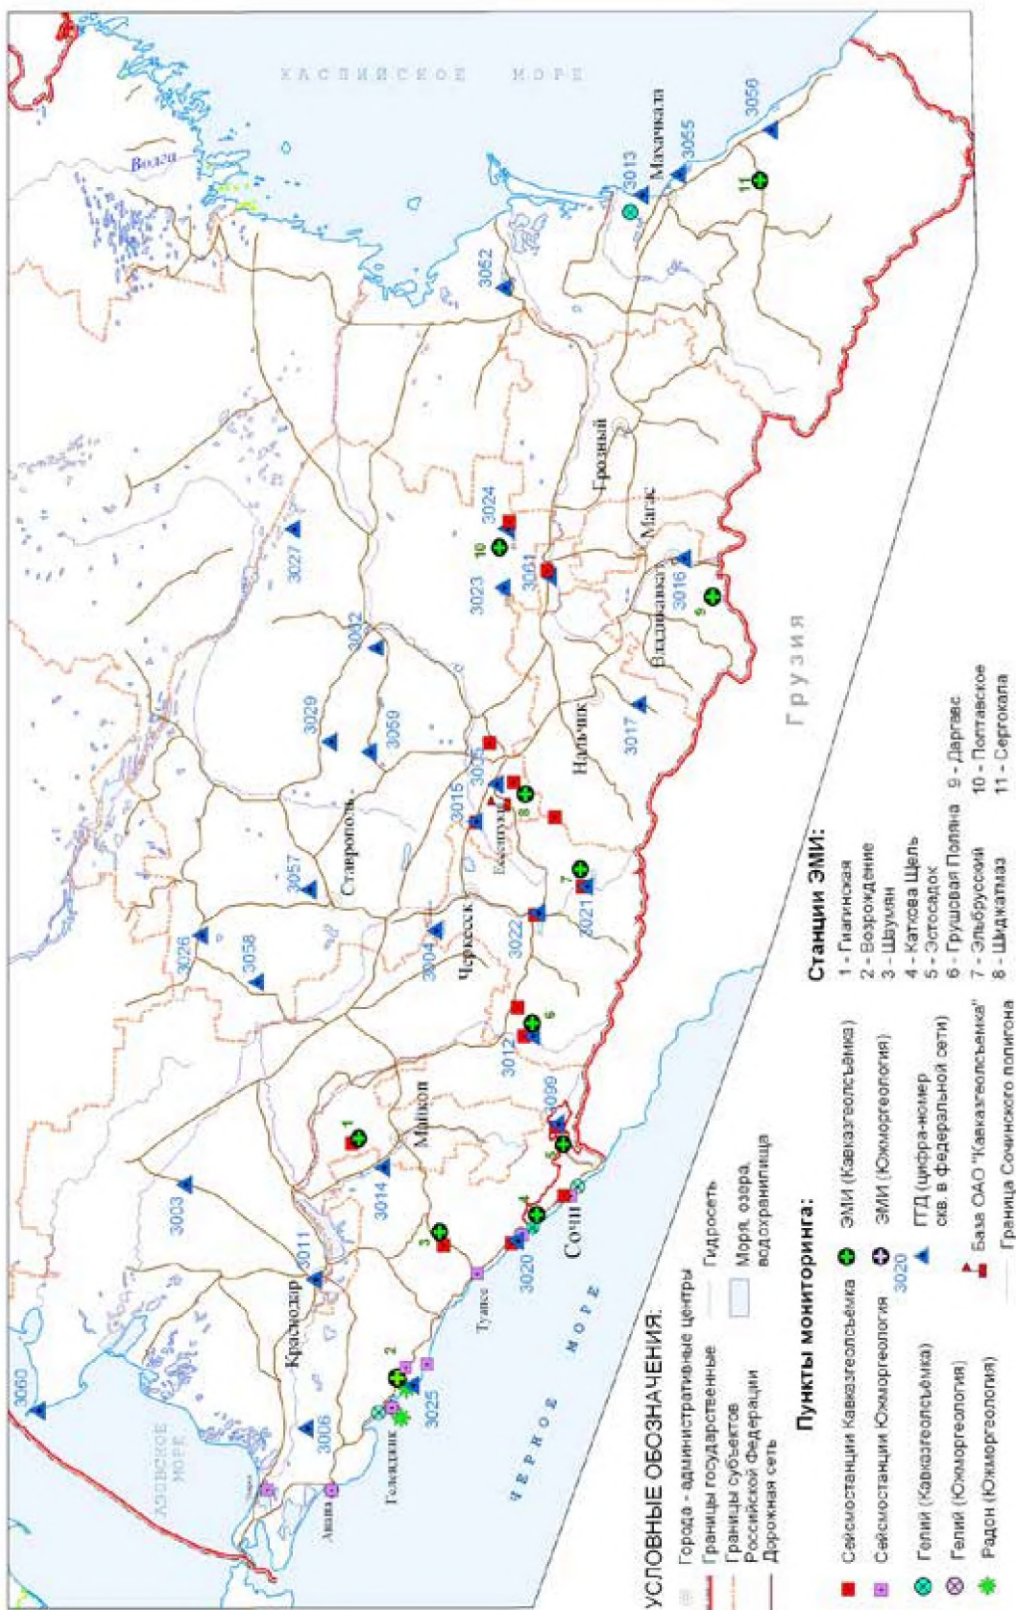 КАСПИЙСКОЕ МОРЕ
Волга
3060
АЗОВСКОЕ
МОРЕ
3003
3026
3058
3057
3027
3029
3059
3062
3052
3013
Махачкала
3055
3056
11
Краснодар
3011
3006
Анапа
Геленджик
2
3025
Туапсе
3014
1
Майкоп
3
3020
4
Сочи
5
3099
3012
6
3004
Черкесск
3022
3021
7
Ставрополь
3015
3035
Ессентуки
8
Нальчик
3017
3023
10
3024
3061
Владикавказ
3016
9
Магас
Грозный
Грузия
ЧЕРНОЕ МОРЕ
УСЛОВНЫЕ ОБОЗНАЧЕНИЯ:
Города - административные центры
Границы государственные
Границы субъектов
Российской Федерации
Дорожная сеть
Гидросеть
Моря, озера,
водохранилища
Пункты мониторинга:
Сейсмостанции Кавказгеолсъёмка
Сейсмостанции Южморгеология
Гелий (Кавказгеолсъёмка)
Гелий (Южморгеология)
Радон (Южморгеология)
ЭМИ (Кавказгеолсъёмка)
ЭМИ (Южморгеология)
3020
ГГД (цифра-номер
скв. в федеральной сети)
База ОАО "Кавказгеолсъемка"
Граница Сочинского полигона
Станции ЭМИ:
1 - Гиагинская
2 - Возрождение
3 - Шаумян
4 - Каткова Щель
5 - Эстосадок
6 - Грушовая Поляна
7 - Эльбрусский
8 - Шиджатмаз
9 - Даргавс
10 - Полтавское
11 - Сергокала